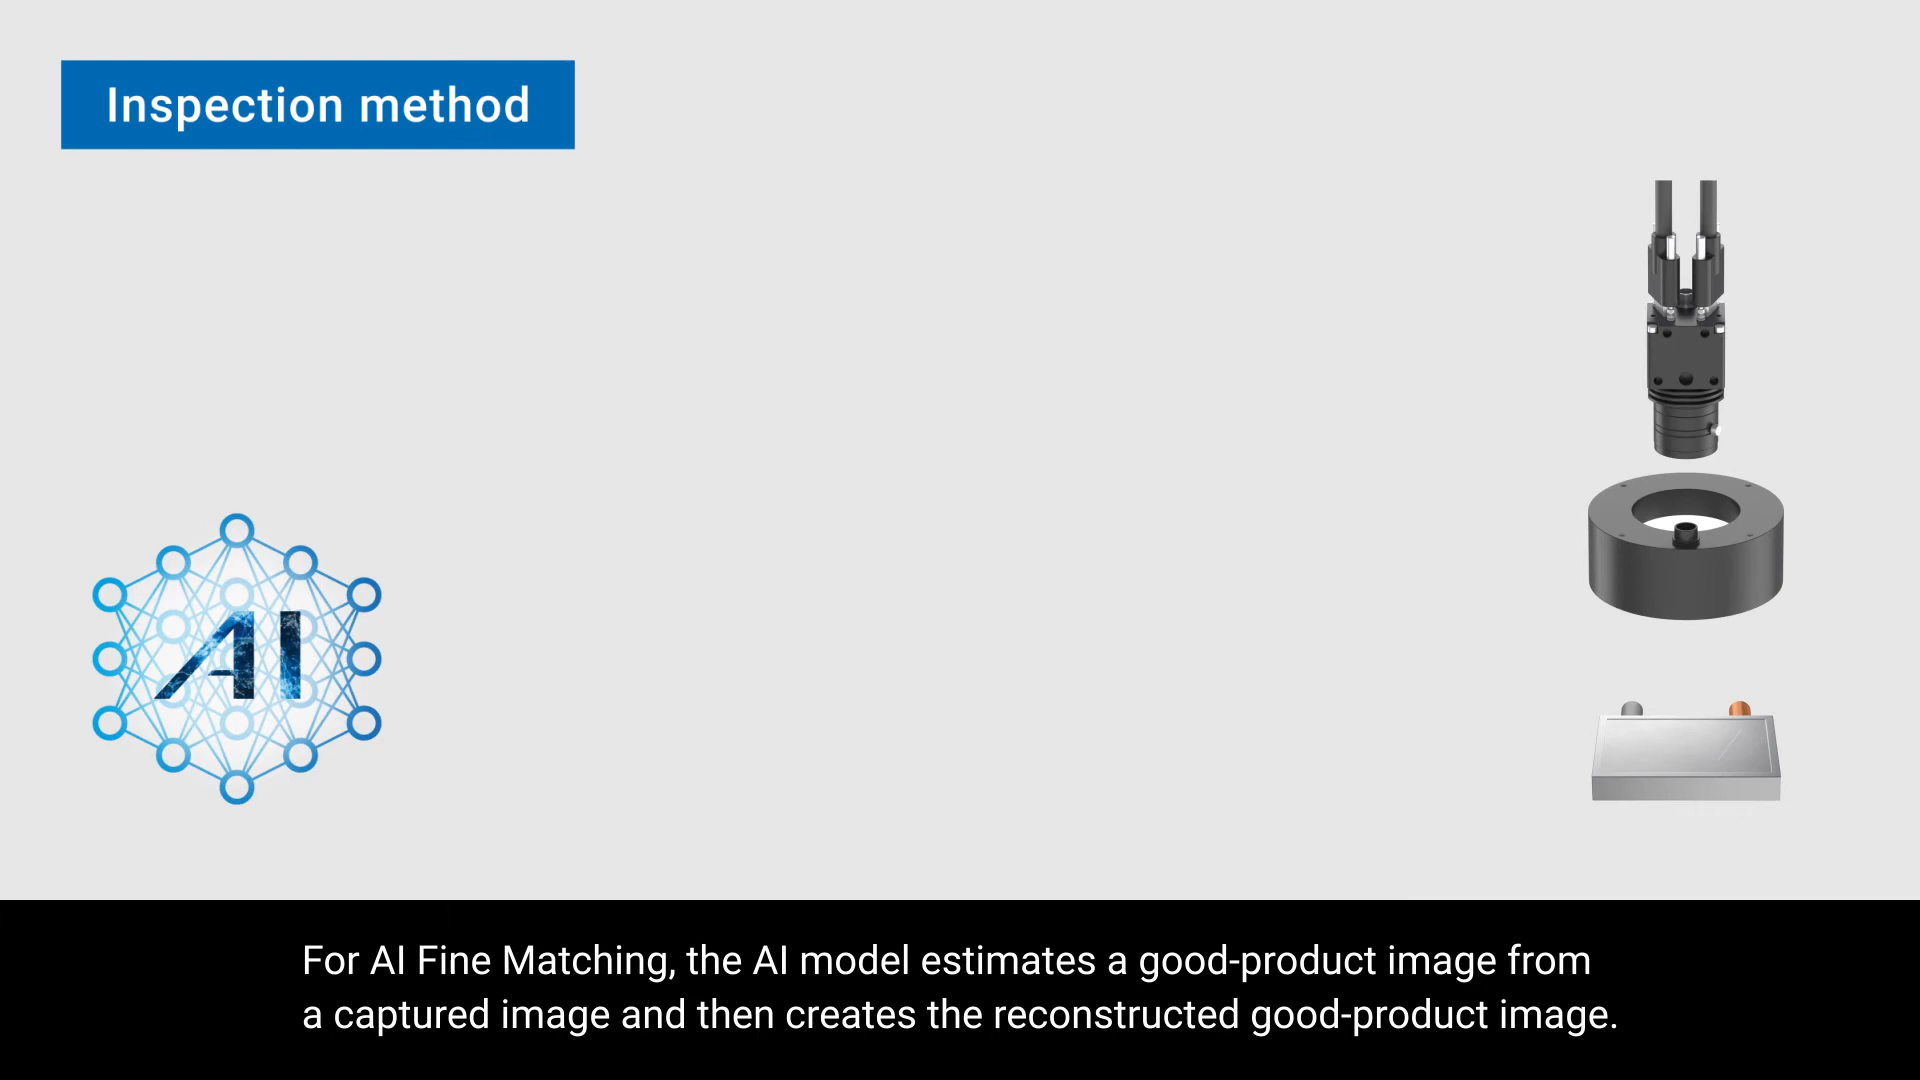 Inspection method
AI
For AI Fine Matching, the AI model estimates a good-product image from
a captured image and then creates the reconstructed good-product image.